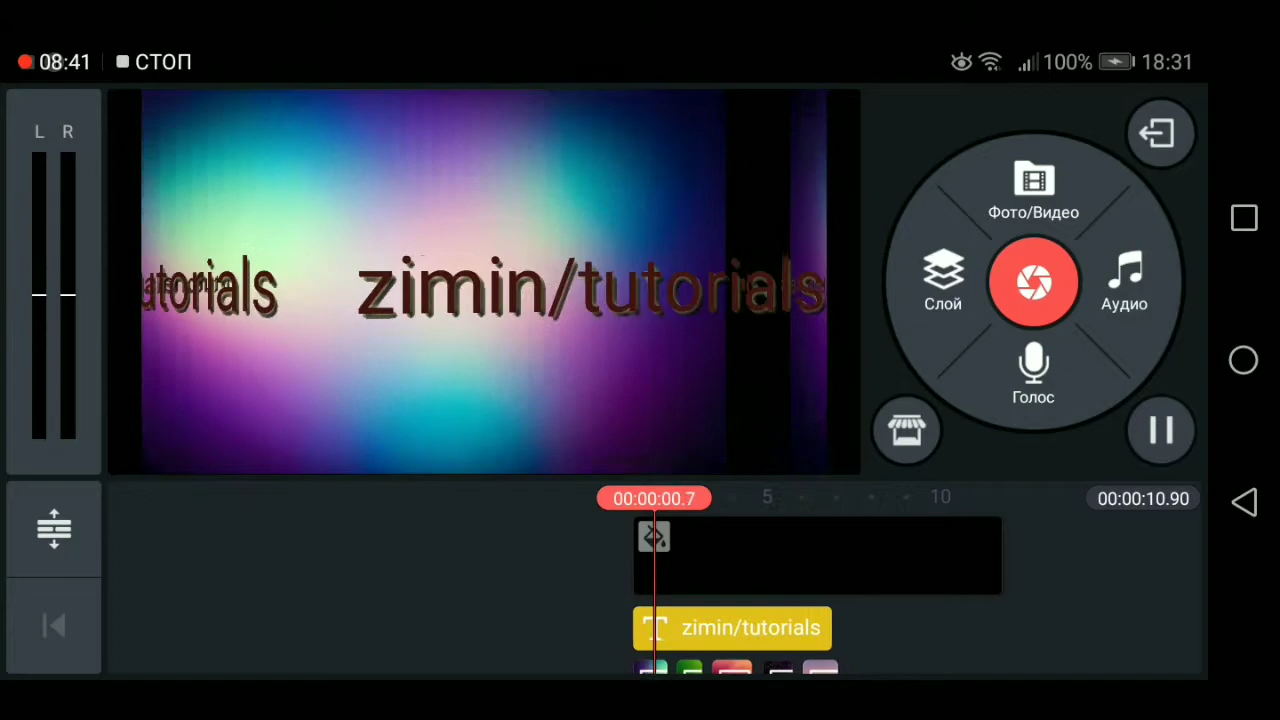 08:41 СТОП 100% 18:31
L R
Фото/Видео
Слой
Аудио
Голос
utorials zimin/tutorials
00:00:00.7 5 10 00:00:10.90
zimin/tutorials